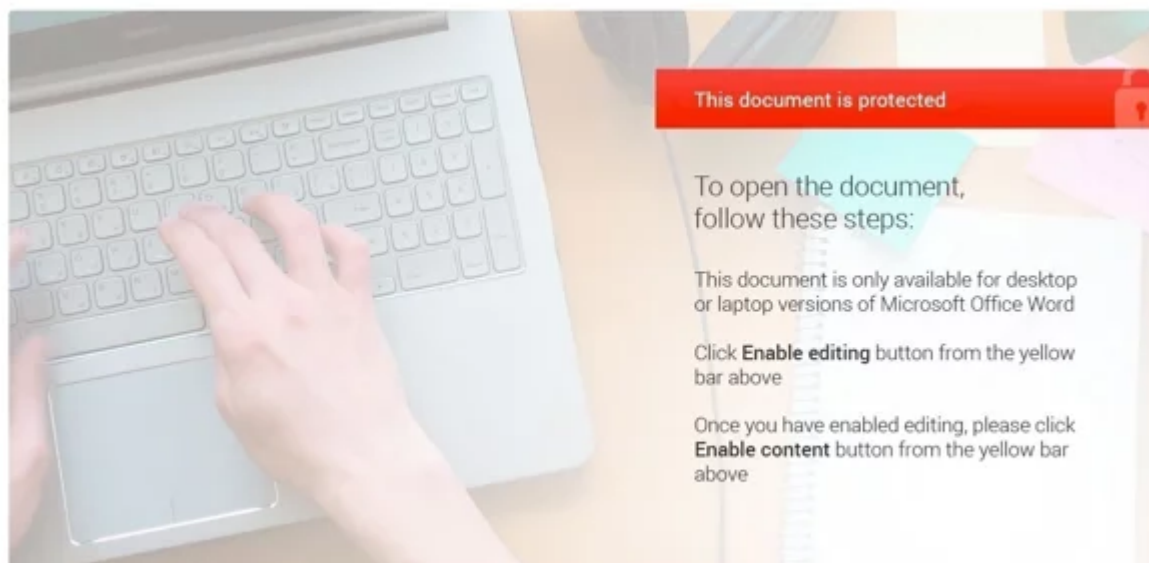 This document is protected
To open the document,
follow these steps:
This document is only available for desktop
or laptop versions of Microsoft Office Word
Click Enable editing button from the yellow
bar above
Once you have enabled editing, please click
Enable content button from the yellow bar
above